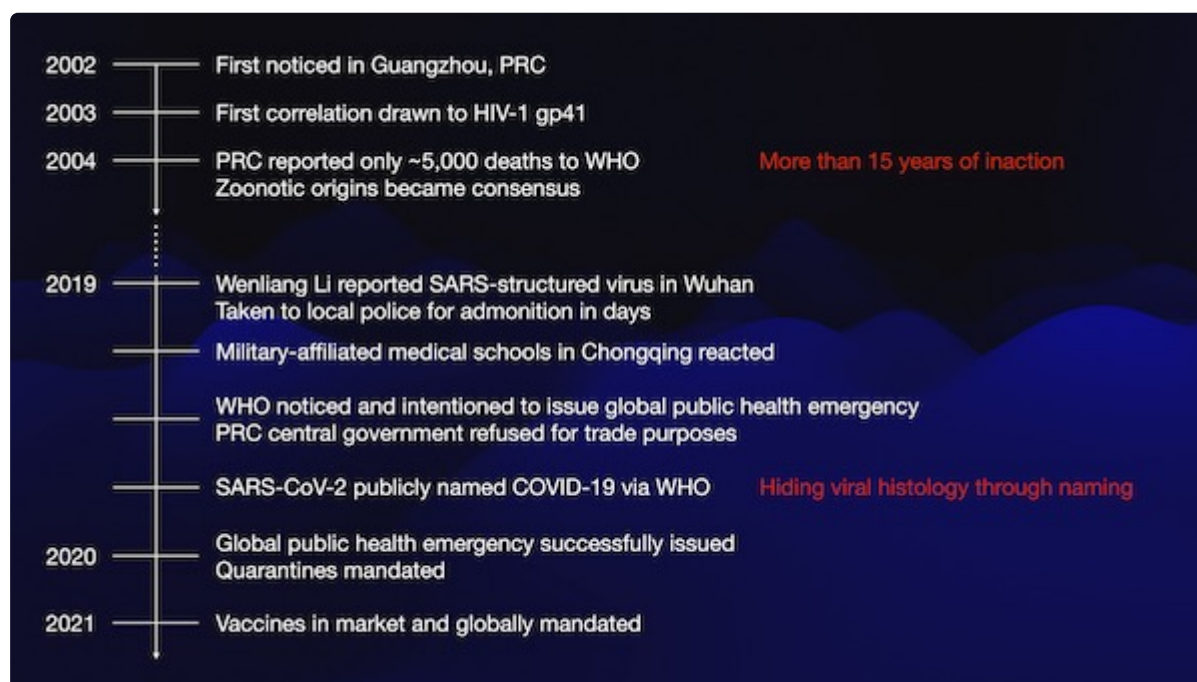 2002 First noticed in Guangzhou, PRC
2003 First correlation drawn to HIV-1 gp41
2004 PRC reported only ~5,000 deaths to WHO More than 15 years of inaction
Zoonotic origins became consensus
2019 Wenliang Li reported SARS-structured virus in Wuhan
Taken to local police for admonition in days
Military-affiliated medical schools in Chongqing reacted
WHO noticed and intentioned to issue global public health emergency
PRC central government refused for trade purposes
SARS-CoV-2 publicly named COVID-19 via WHO Hiding viral histology through naming
Global public health emergency successfully issued
2020
Quarantines mandated
2021 Vaccines in market and globally mandated